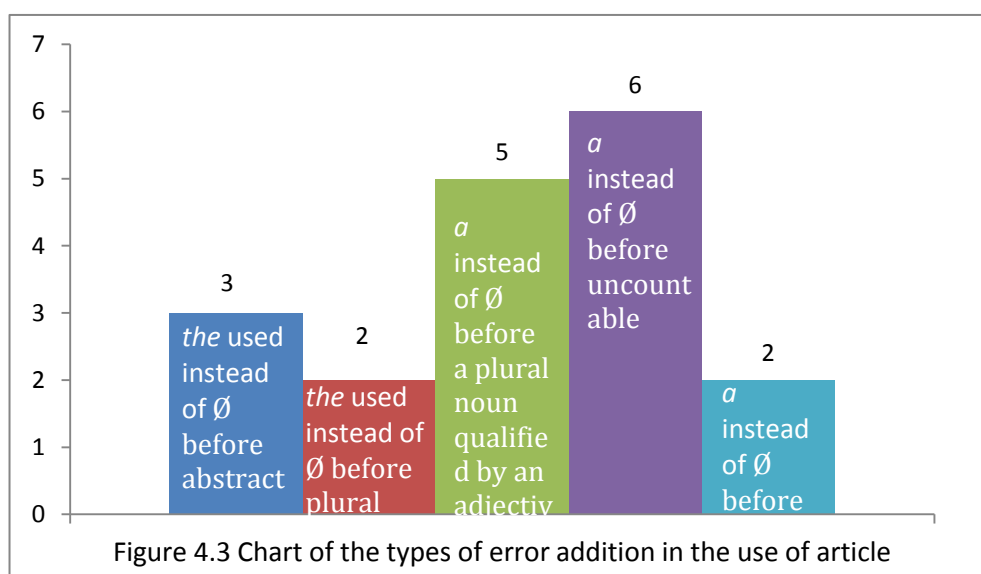 7
6
5
4
3
2
1
0
3
the used
instead
of Ø
before
abstract
2
the used
instead of
Ø before
plural
5
a
instead
of Ø
before
a plural
noun
qualifie
d by an
adjectiv
6
a
instead
of Ø
before
uncount
able
2
a
instead
of Ø
before
Figure 4.3 Chart of the types of error addition in the use of article